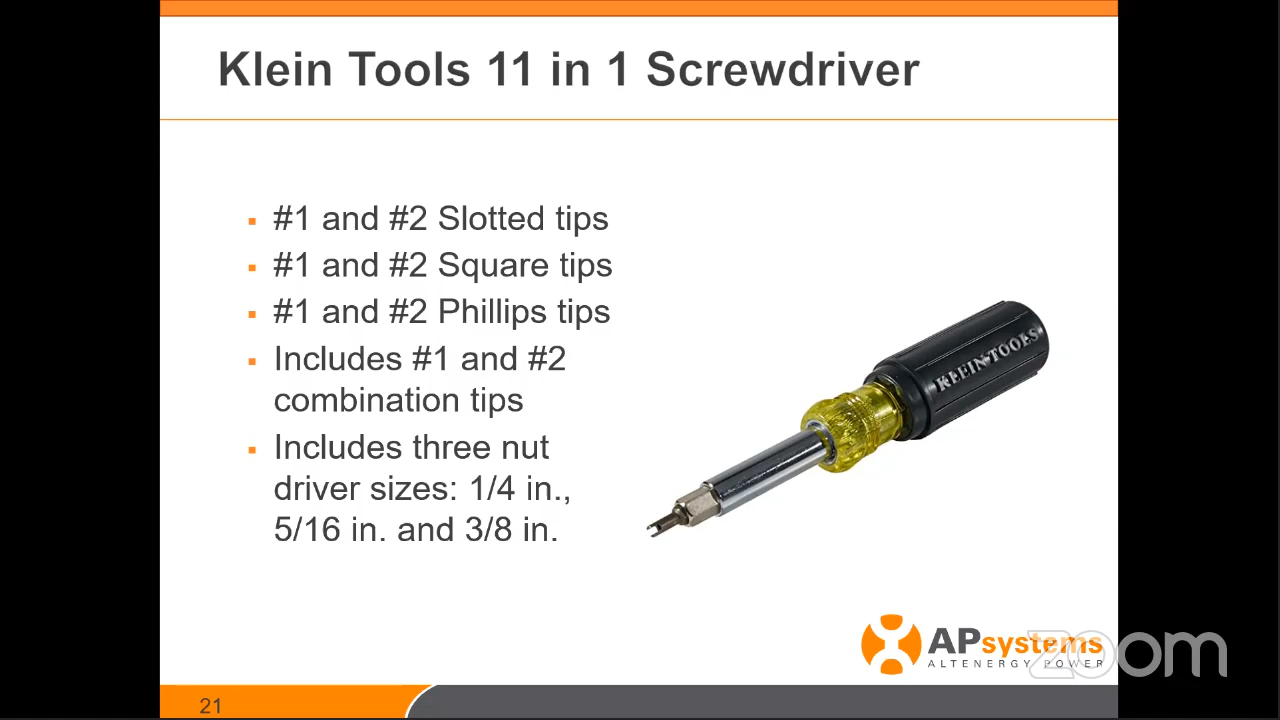 Klein Tools 11 in 1 Screwdriver
#1 and #2 Slotted tips
#1 and #2 Square tips
#1 and #2 Phillips tips
Includes #1 and #2
combination tips
Includes three nut
driver sizes: 1/4 in.,
5/16 in. and 3/8 in.
KLEIN TOOLS
APsystems
ALTENERGY POWER
zoom
21